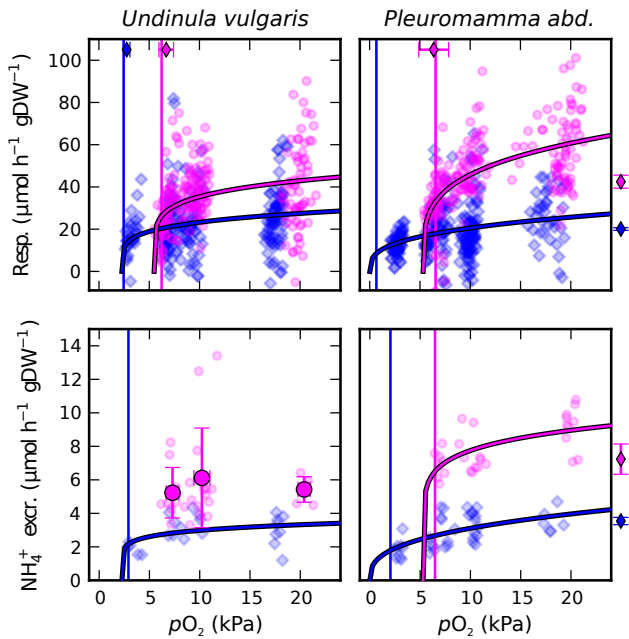 Undinula vulgaris
Pleuromamma abd.
Resp. (μmol h⁻¹ gDW⁻¹)
100
80
60
40
20
0
NH₄⁺ excr. (μmol h⁻¹ gDW⁻¹)
14
12
10
8
6
4
2
0
0 5 10 15 20
0 5 10 15 20
pO₂ (kPa)
pO₂ (kPa)